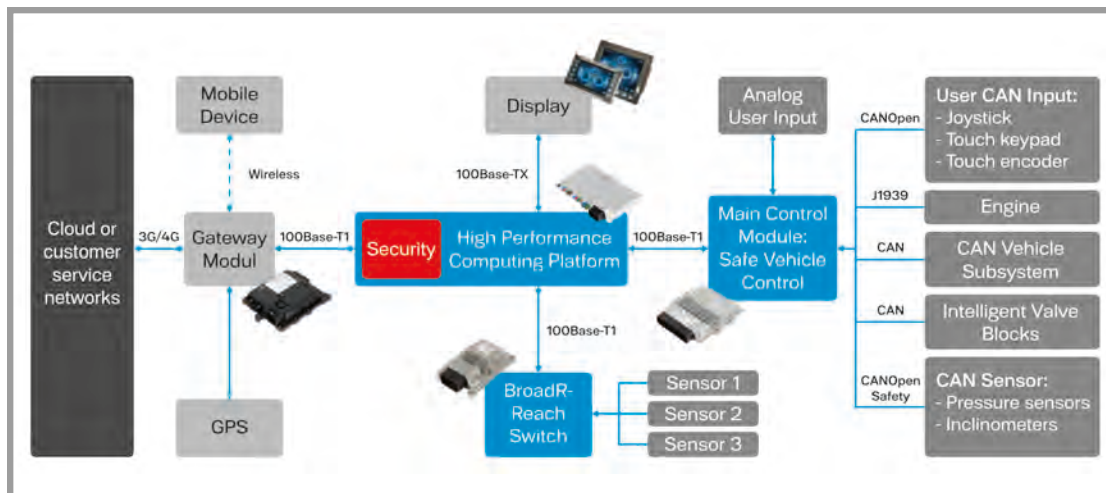 Cloud or
customer
service
networks
3G/4G
Mobile
Device
Wireless
Gateway
Modul
GPS
100Base-T1
Display
100Base-TX
Security
High Performance
Computing Platform
100Base-T1
BroadR-
Reach
Switch
Sensor 1
Sensor 2
Sensor 3
100Base-T1
Analog
User Input
Main Control
Module:
Safe Vehicle
Control
CANOpen
User CAN Input:
- Joystick
- Touch keypad
- Touch encoder
J1939
Engine
CAN
CAN Vehicle
Subsystem
CAN
Intelligent Valve
Blocks
CANOpen
Safety
CAN Sensor:
- Pressure sensors
- Inclinometers